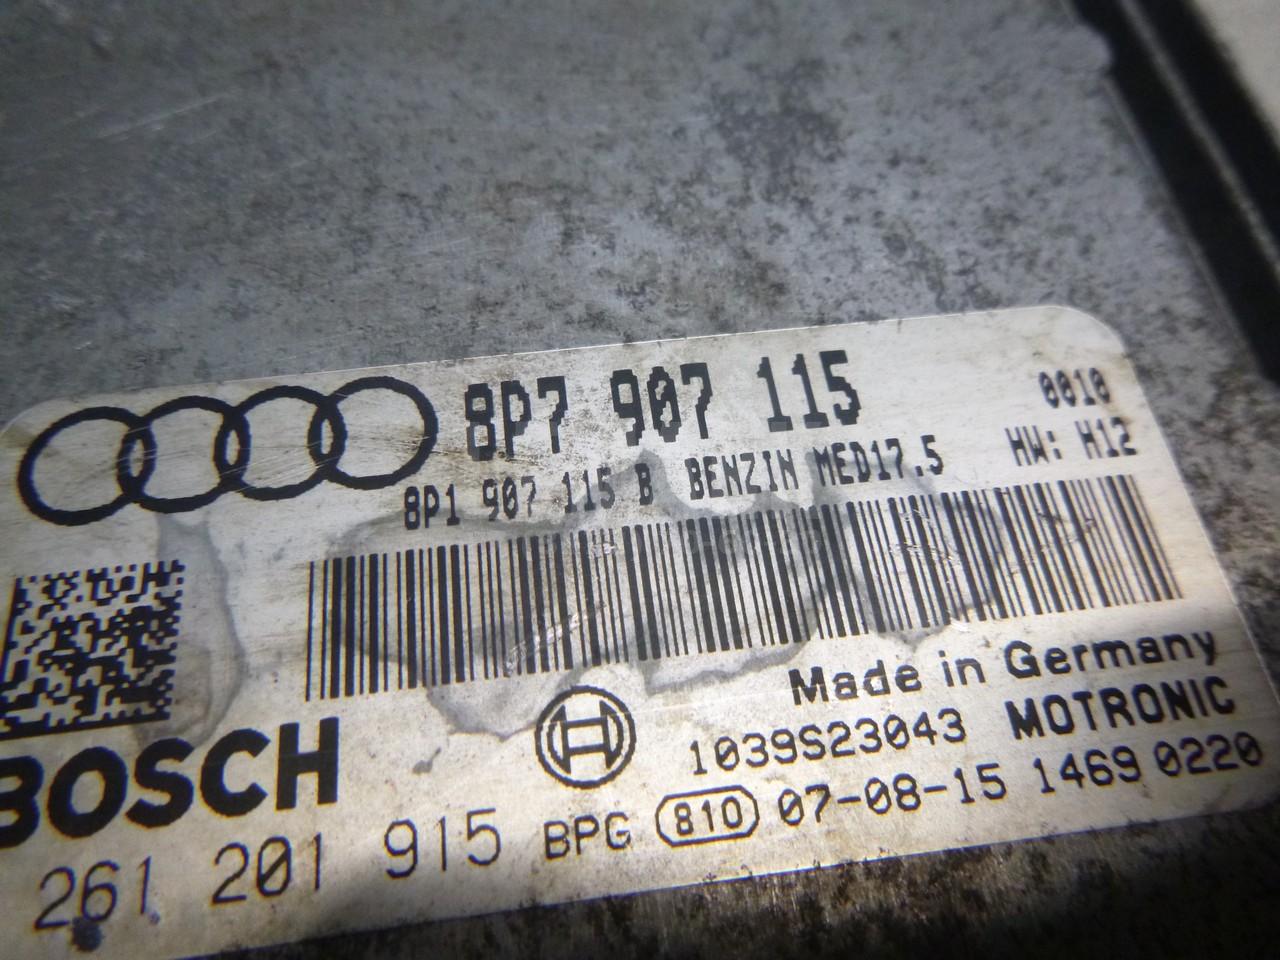 8P7 907 115 0010
8P1 907 115 B BENZIN MED17.5 HW: H12
Made in Germany
BOSCH 1039S23043 MOTRONIC
261 201 915 BPG 810 07-08-15 1469 0220